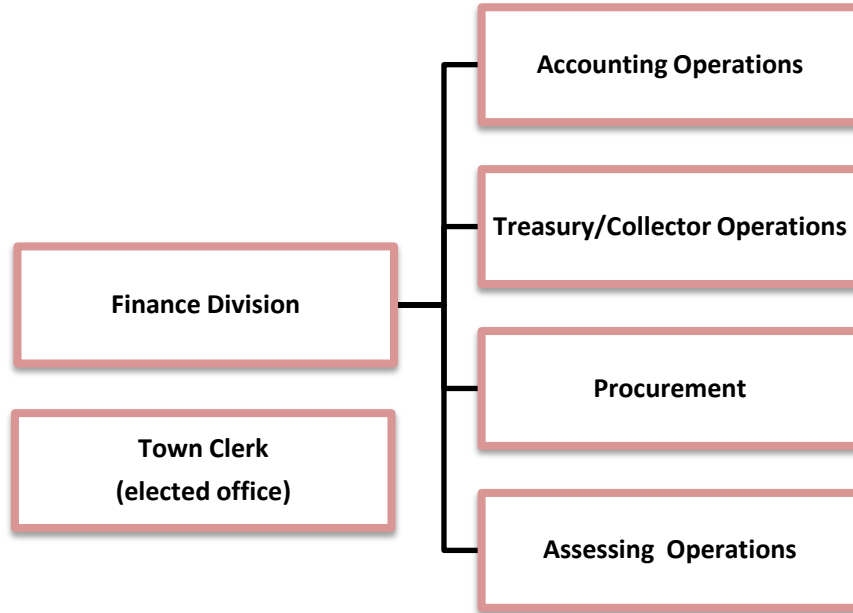 Accounting Operations
Treasury/Collector Operations
Finance Division
Procurement
Town Clerk
(elected office)
Assessing  Operations